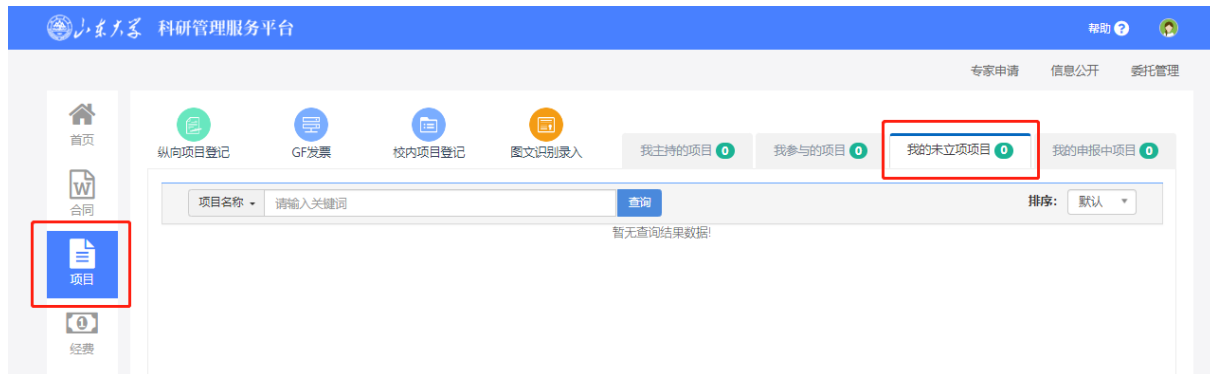 山东大学 科研管理服务平台
帮助 ?
专家申请 信息公开 委托管理
首页
合同
项目
经费
纵向项目登记 GF发票 校内项目登记 图文识别录入
我主持的项目 0 我参与的项目 0 我的未立项项目 0 我的申报中项目 0
项目名称 请输入关键词 查询 排序: 默认
暂无查询结果数据!